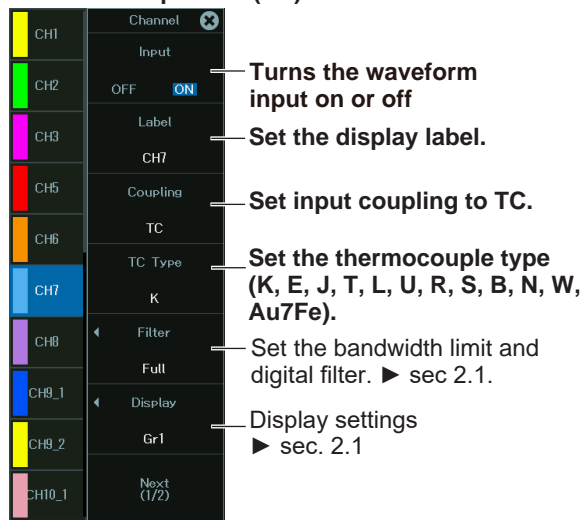 Channel
CH1
Input
CH2
OFF ON
Turns the waveform
input on or off
CH3
Label
CH7
Set the display label.
CH5
Coupling
TC
Set input coupling to TC.
CH6
TC Type
K
Set the thermocouple type
(K, E, J, T, L, U, R, S, B, N, W,
Au7Fe).
CH7
CH8
Filter
Full
Set the bandwidth limit and
digital filter. ► sec 2.1.
CH9_1
Display
Gr1
Display settings
► sec. 2.1
CH9_2
CH10_1
Next
(1/2)